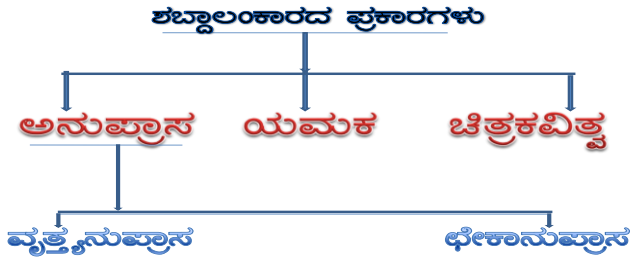 ಶಬ್ದಾಲಂಕಾರದ ಪ್ರಕಾರಗಳು
ಅನುಪ್ರಾಸ ಯಮಕ ಚಿತ್ರಕವಿತ್ವ
ವೃತ್ತ್ಯನುಪ್ರಾಸ ಛೇಕಾನುಪ್ರಾಸ